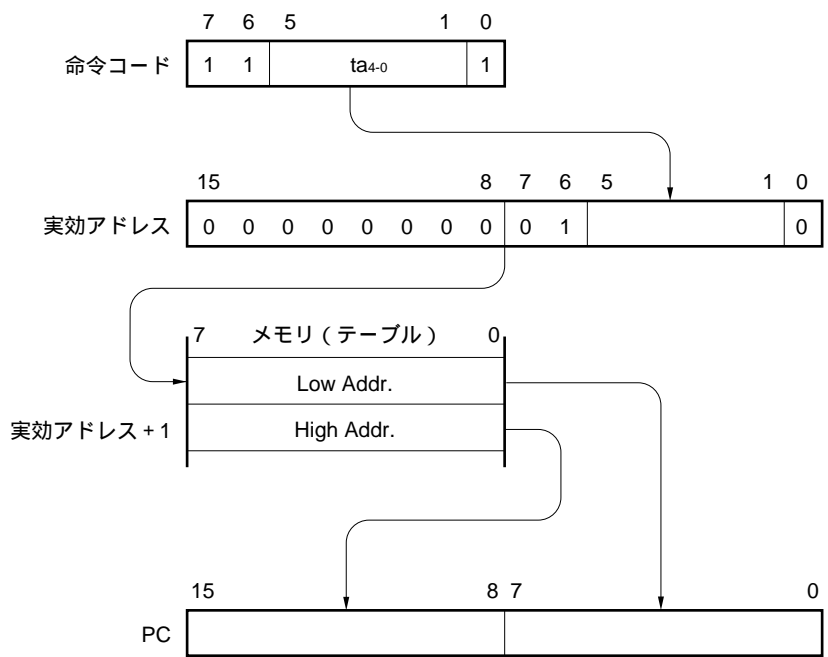 7 6 5 1 0
命令コード 1 1 ta4-0 1
15 8 7 6 5 1 0
実効アドレス 0 0 0 0 0 0 0 0 0 1 0
7 メモリ（テーブル） 0
Low Addr.
実効アドレス+1 High Addr.
15 8 7 0
PC